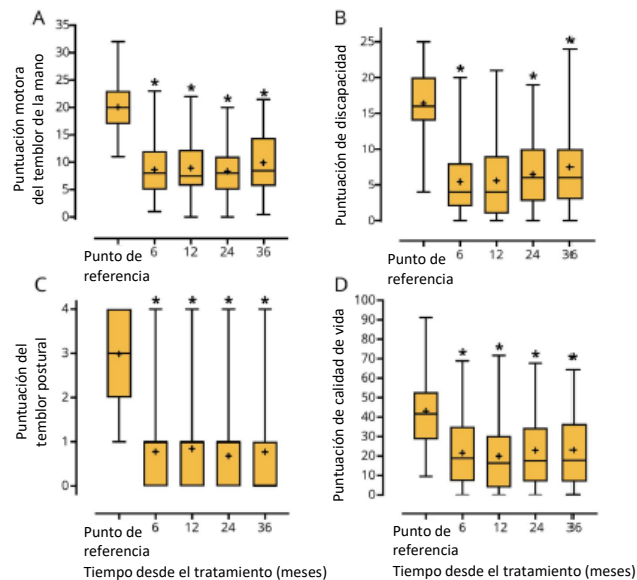 A
Puntuación motora
del temblor de la mano
35
30
25
20
15
10
5
0
* * * *
Punto de
referencia
6 12 24 36
B
Puntuación de discapacidad
25
20
15
10
5
0
* * *
Punto de
referencia
6 12 24 36
C
Puntuación del
temblor postural
4
3
2
1
0
* * * *
Punto de
referencia
6 12 24 36
Tiempo desde el tratamiento (meses)
D
Puntuación de calidad de vida
100
90
80
70
60
50
40
30
20
10
0
* * * *
Punto de
referencia
6 12 24 36
Tiempo desde el tratamiento (meses)